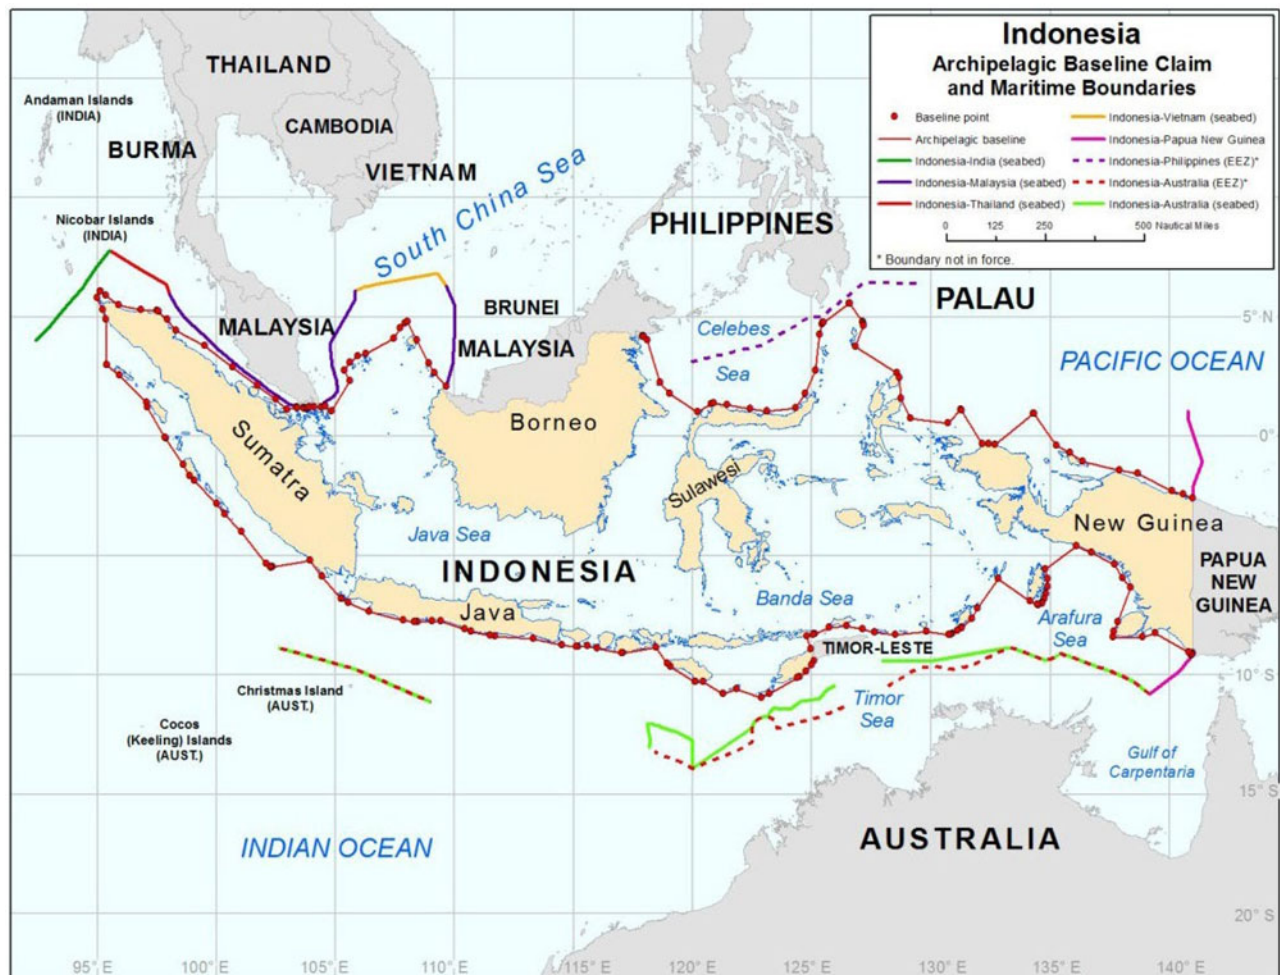 Indonesia
Archipelagic Baseline Claim
and Maritime Boundaries
Baseline point
Archipelagic baseline
Indonesia-India (seabed)
Indonesia-Malaysia (seabed)
Indonesia-Thailand (seabed)
Indonesia-Vietnam (seabed)
Indonesia-Papua New Guinea
Indonesia-Philippines (EEZ)*
Indonesia-Australia (EEZ)*
Indonesia-Australia (seabed)
0 125 250 500 Nautical Miles
* Boundary not in force.
THAILAND
Andaman Islands
(INDIA)
CAMBODIA
BURMA
VIETNAM
South China Sea
Nicobar Islands
(INDIA)
PHILIPPINES
PALAU
BRUNEI
MALAYSIA
MALAYSIA
Celebes
Sea
5° N
PACIFIC OCEAN
Borneo
0°
Sumatra
Sulawesi
New Guinea
Java Sea
INDONESIA
PAPUA
NEW
GUINEA
Banda Sea
Java
Arafura
Sea
TIMOR-LESTE
10° S
Christmas Island
(AUST.)
Timor
Sea
Cocos
(Keeling) Islands
(AUST.)
Gulf of
Carpentaria
15° S
INDIAN OCEAN
AUSTRALIA
20° S
95° E
100° E
105° E
110° E
115° E
120° E
125° E
130° E
135° E
140° E